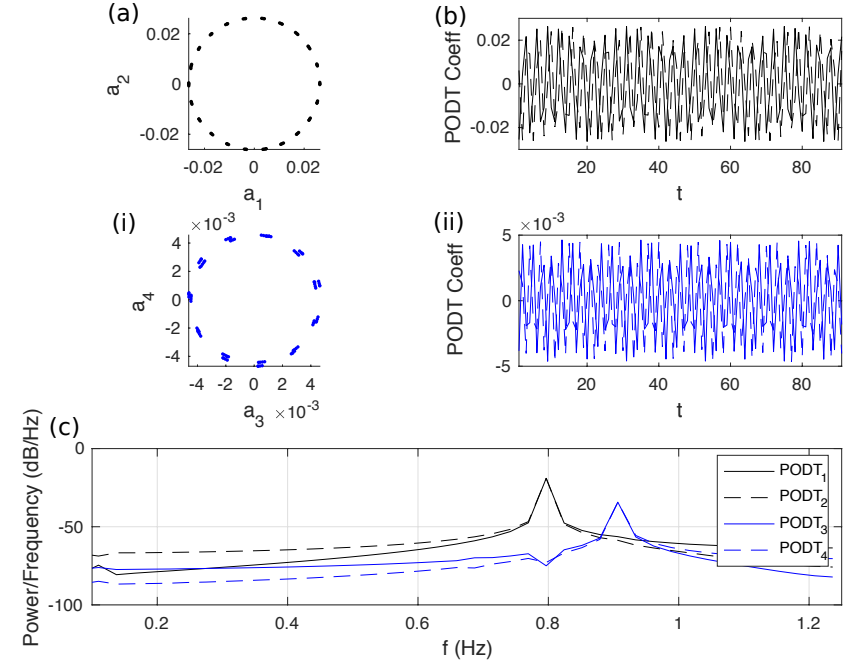 (a)
0.02
0
-0.02
a2
-0.02 0 0.02
a1
(b)
0.02
0
-0.02
PODT Coeff
20 40 60 80
t
(i)
×10-3
4
2
0
-2
-4
a4
-4 -2 0 2 4
a3 ×10-3
(ii)
×10-3
5
0
-5
PODT Coeff
20 40 60 80
t
(c)
0
-50
-100
Power/Frequency (dB/Hz)
PODT1
PODT2
PODT3
PODT4
0.2 0.4 0.6 0.8 1 1.2
f (Hz)